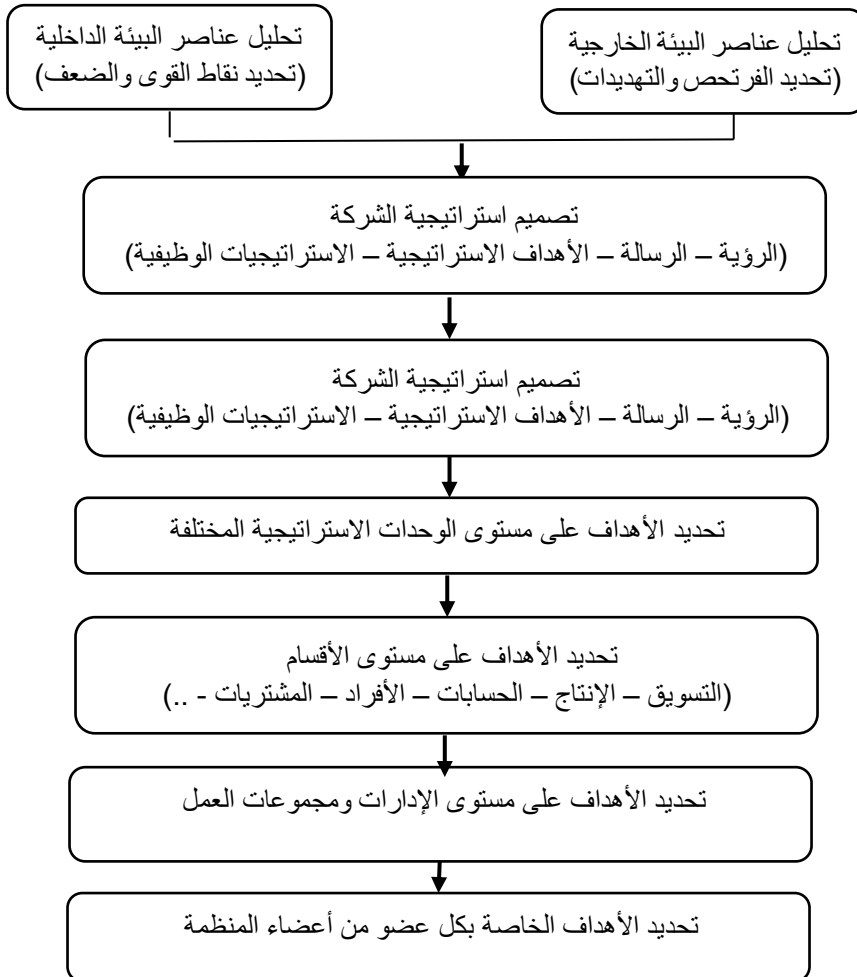 تحليل عناصر البيئة الخارجية
(تحديد الفرتحص والتهديدات)
تحليل عناصر البيئة الداخلية
(تحديد نقاط القوى والضعف)
تصميم استراتيجية الشركة
(الرؤية – الرسالة – الأهداف الاستراتيجية – الاستراتيجيات الوظيفية)
تصميم استراتيجية الشركة
(الرؤية – الرسالة – الأهداف الاستراتيجية – الاستراتيجيات الوظيفية)
تحديد الأهداف على مستوى الوحدات الاستراتيجية المختلفة
تحديد الأهداف على مستوى الأقسام
(التسويق – الإنتاج – الحسابات – الأفراد – المشتريات - ..)
تحديد الأهداف على مستوى الإدارات ومجموعات العمل
تحديد الأهداف الخاصة بكل عضو من أعضاء المنظمة